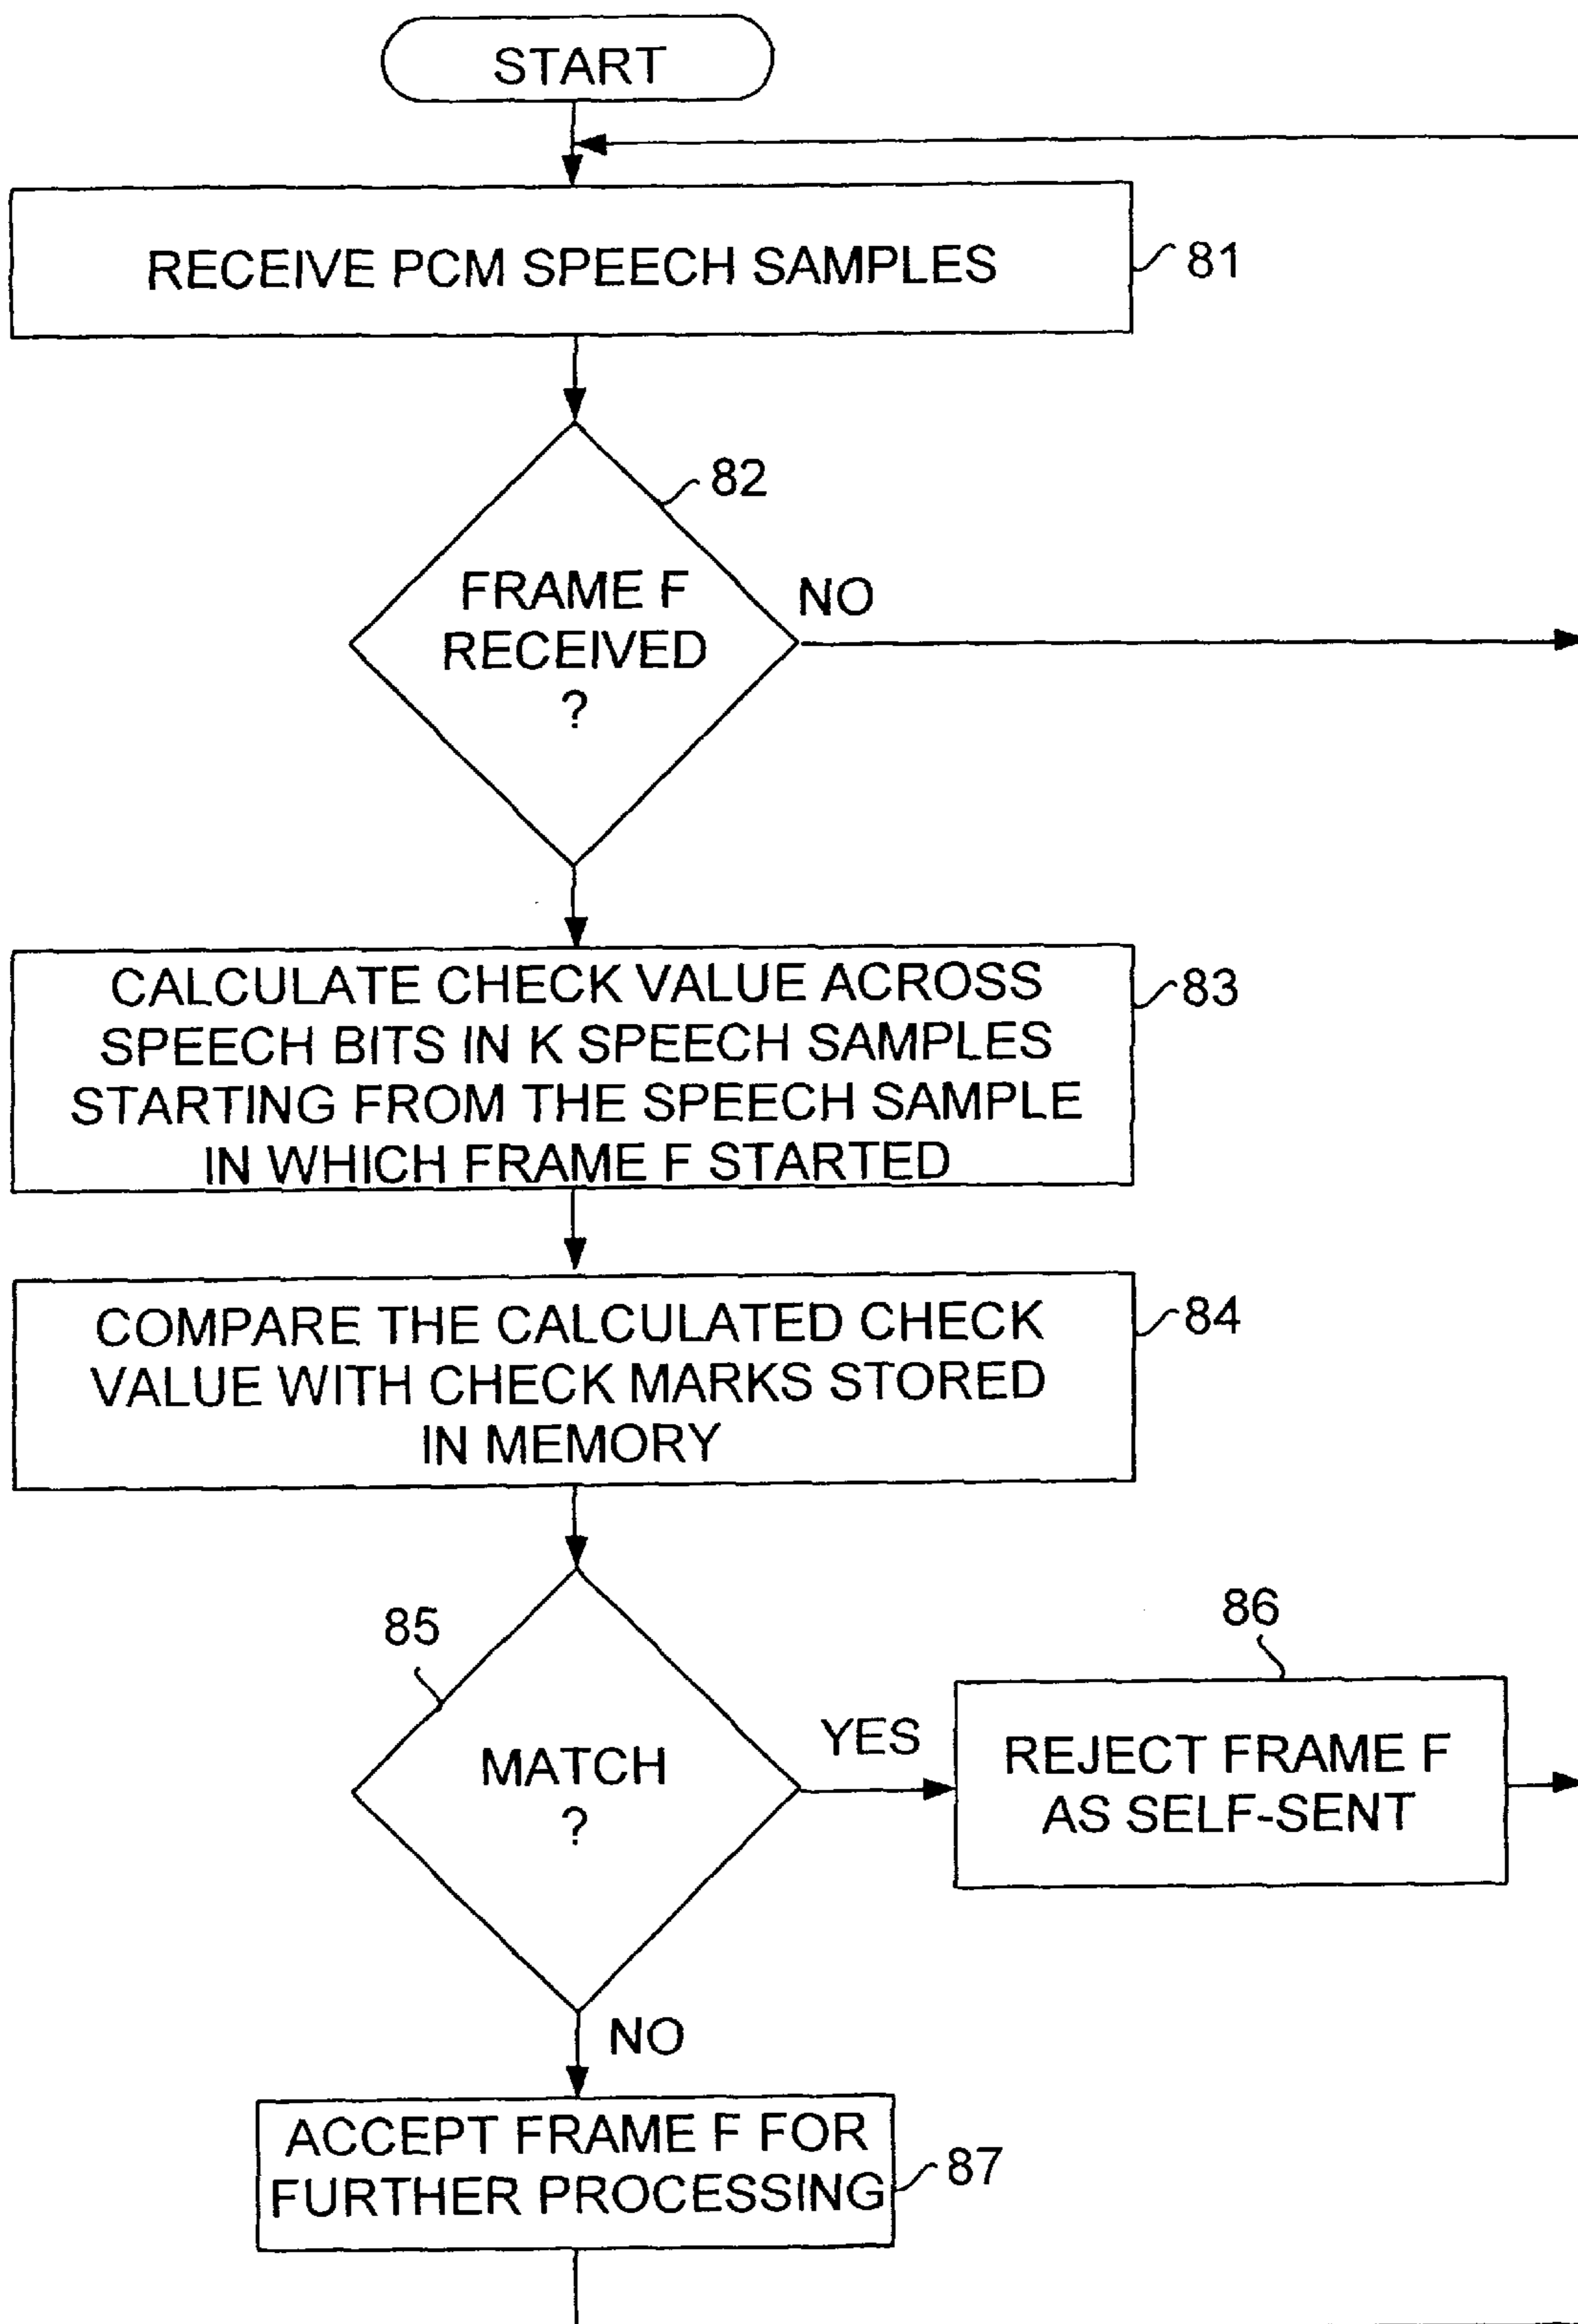 START
RECEIVE PCM SPEECH SAMPLES
81
82
FRAME F
RECEIVED
?
NO
CALCULATE CHECK VALUE ACROSS
SPEECH BITS IN K SPEECH SAMPLES
STARTING FROM THE SPEECH SAMPLE
IN WHICH FRAME F STARTED
83
COMPARE THE CALCULATED CHECK
VALUE WITH CHECK MARKS STORED
IN MEMORY
84
85
MATCH
?
YES
86
REJECT FRAME F
AS SELF-SENT
NO
ACCEPT FRAME F FOR
FURTHER PROCESSING
87